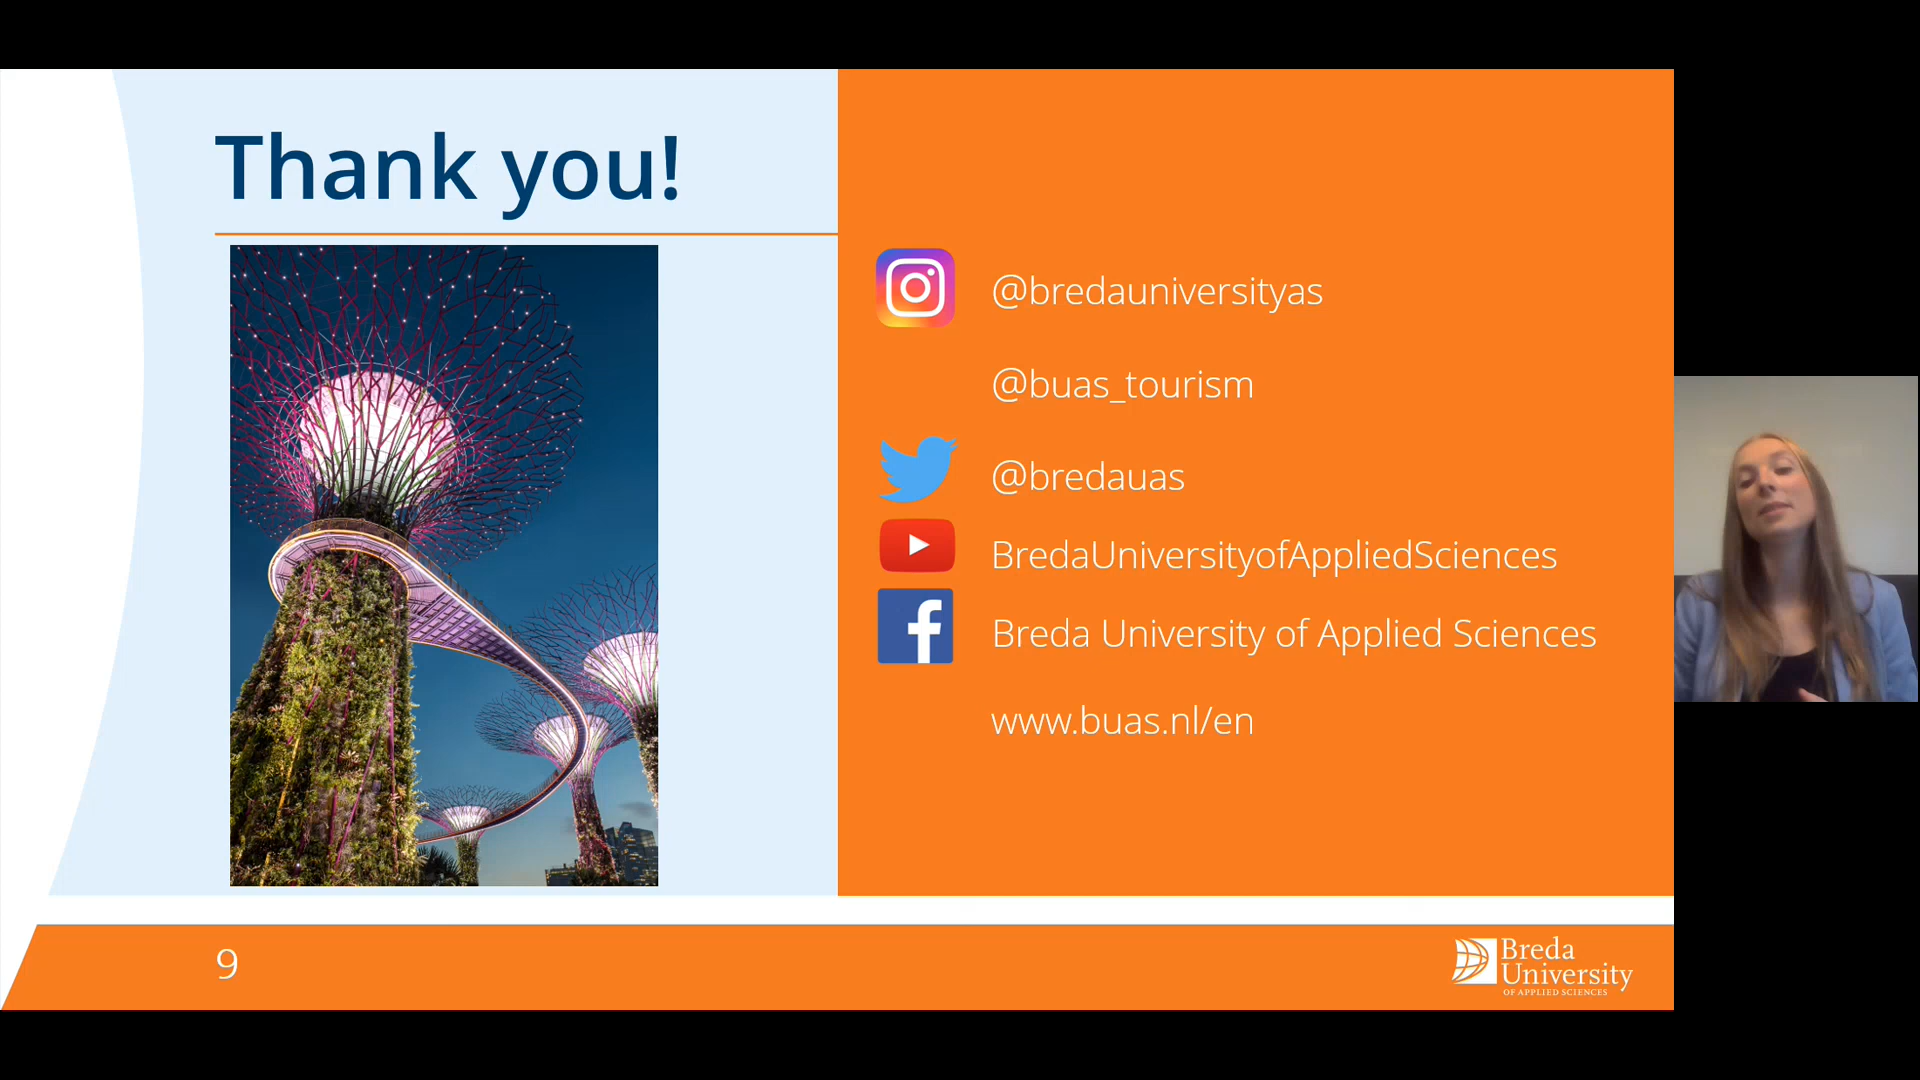 Thank you!
@bredauniversityas
@buas_tourism
@bredauas
BredaUniversityofAppliedSciences
Breda University of Applied Sciences
www.buas.nl/en
9
Breda
University
OF APPLIED SCIENCES